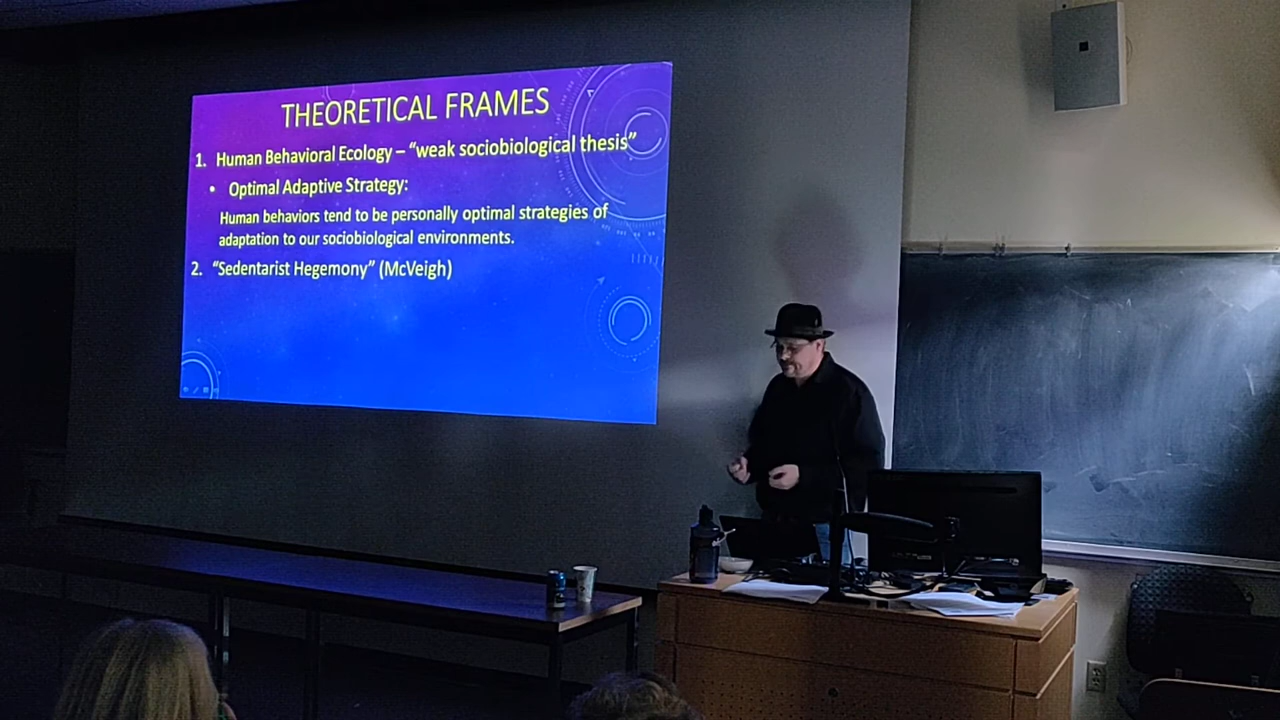 THEORETICAL FRAMES
1. Human Behavioral Ecology – “weak sociobiological thesis”
• Optimal Adaptive Strategy:
Human behaviors tend to be personally optimal strategies of
adaptation to our sociobiological environments.
2. “Sedentarist Hegemony” (McVeigh)